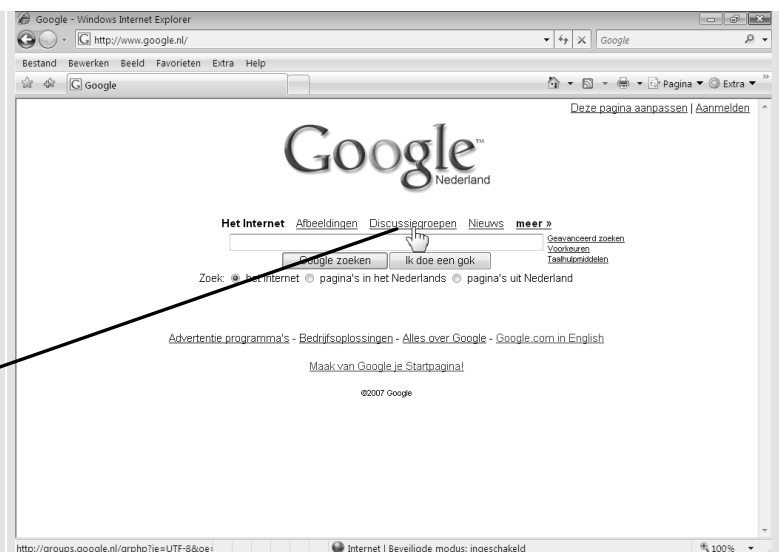 Google - Windows Internet Explorer
http://www.google.nl/
Google
Bestand Bewerken Beeld Favorieten Extra Help
Google
Pagina Extra
Deze pagina aanpassen | Aanmelden
Google™
Nederland
Het Internet Afbeeldingen Discussiegroepen Nieuws meer »
Geavanceerd zoeken
Voorkeuren
Taalhulpmiddelen
Google zoeken Ik doe een gok
Zoek: het Internet pagina's in het Nederlands pagina's uit Nederland
Advertentie programma's - Bedrijfsoplossingen - Alles over Google - Google.com in English
Maak van Google je Startpagina!
©2007 Google
http://groups.google.nl/grphp?ie=UTF-8&oe= Internet | Beveiligde modus: ingeschakeld 100%